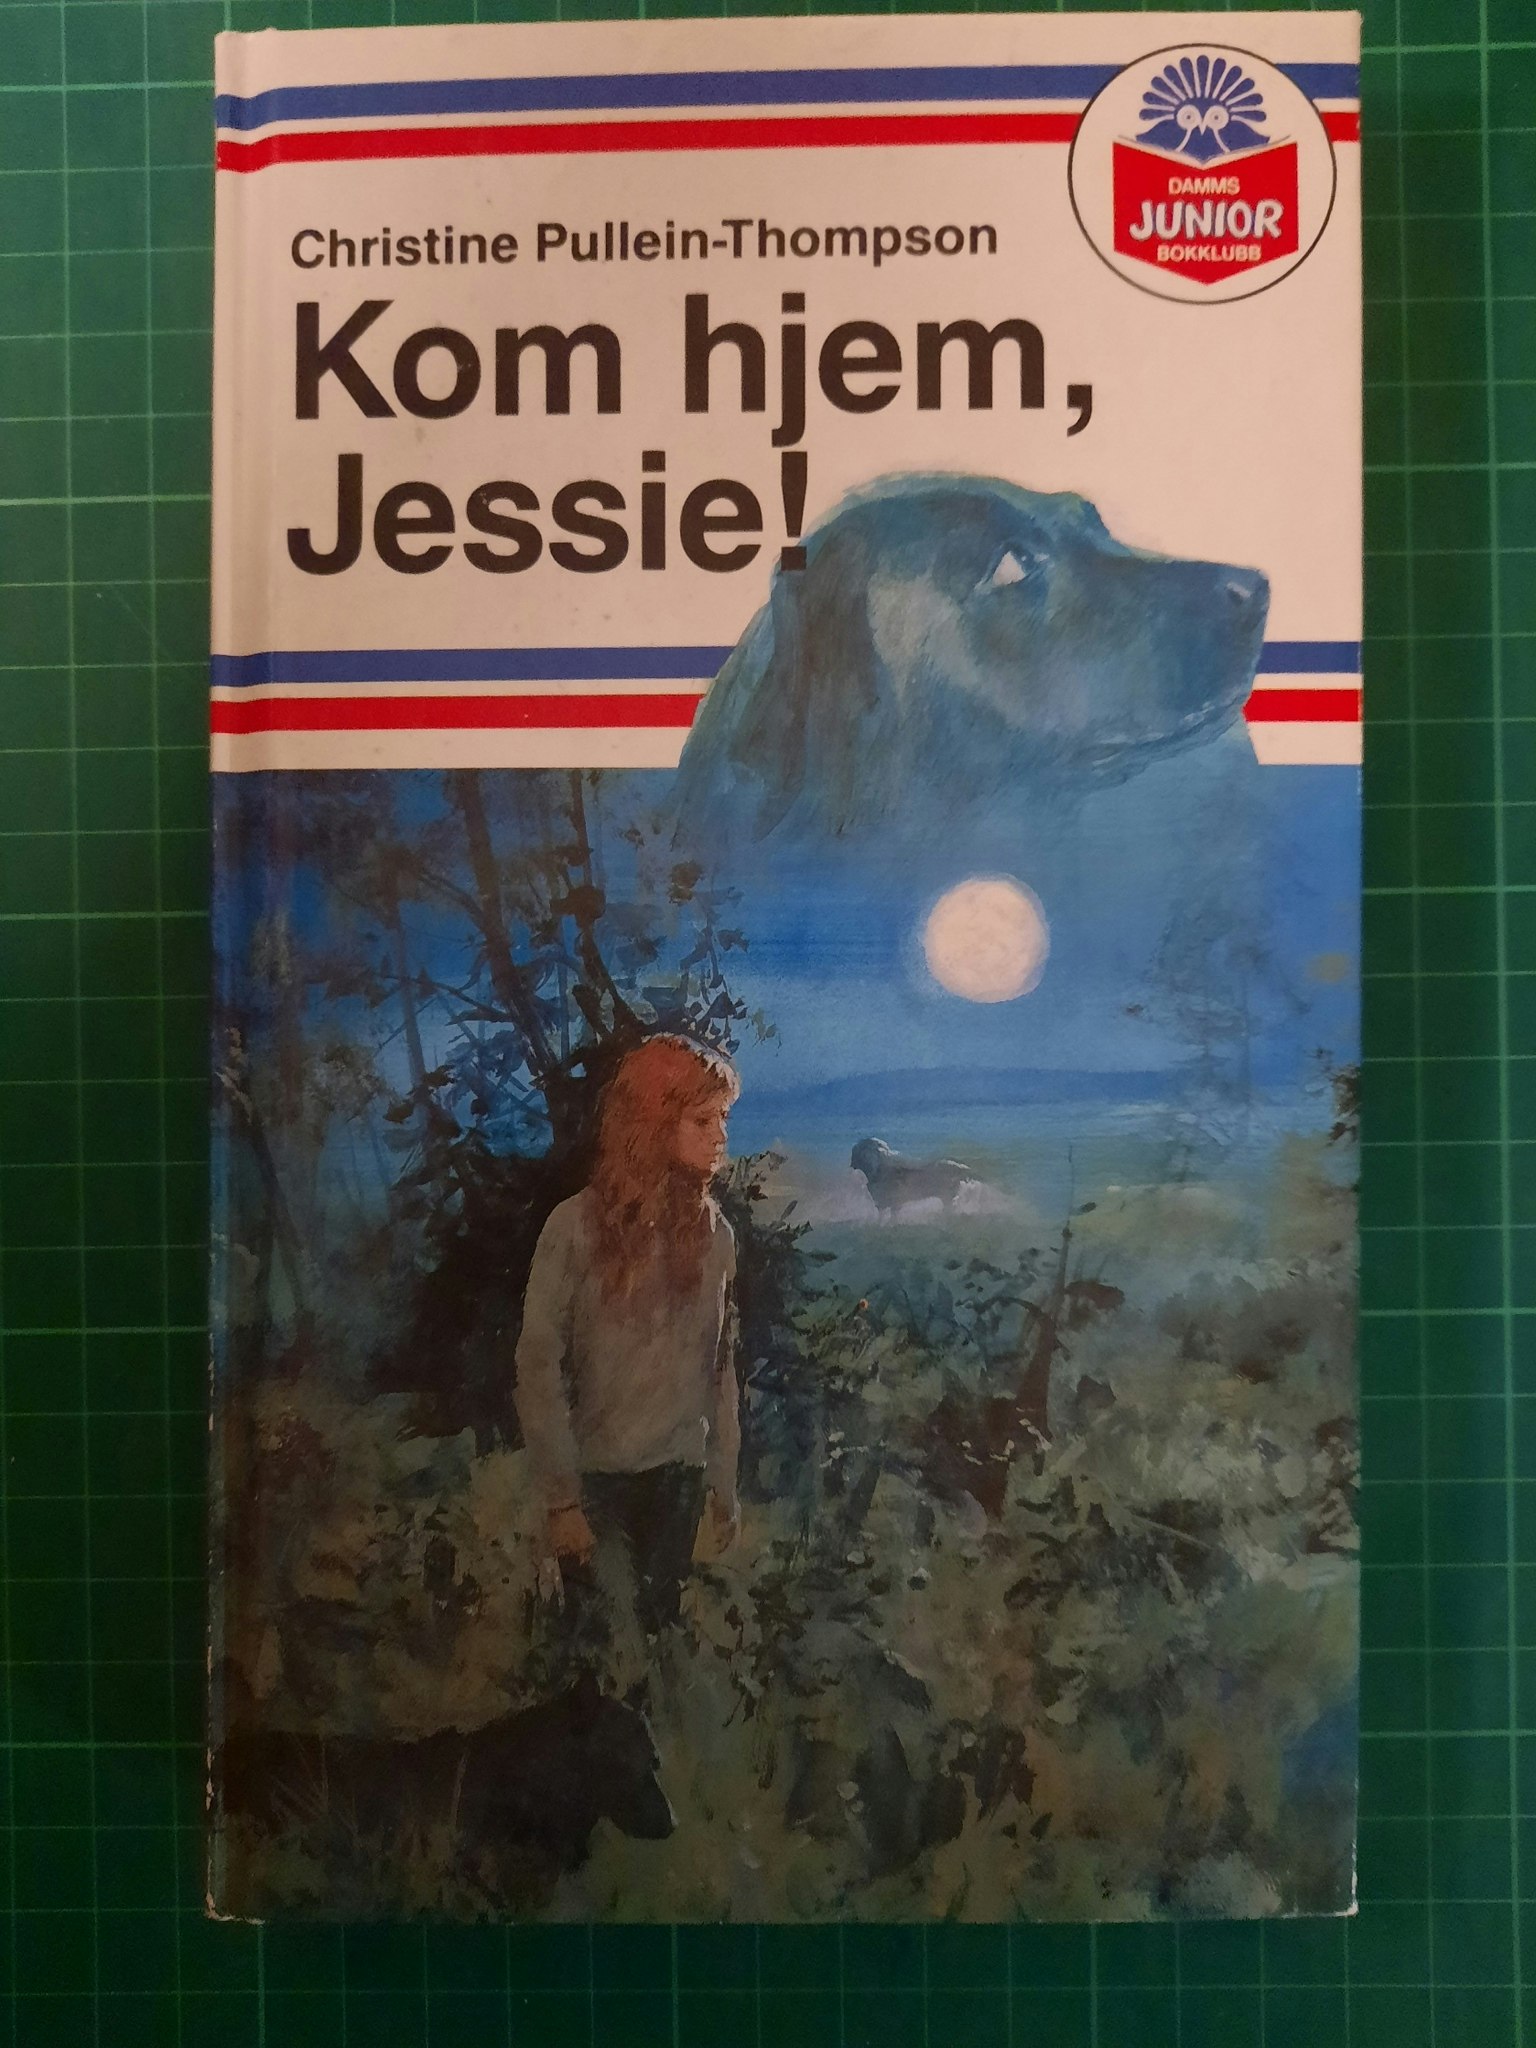 DAMMS
JUNIOR
BOKKLUBB
Christine Pullein-Thompson
Kom hjem,
Jessie!